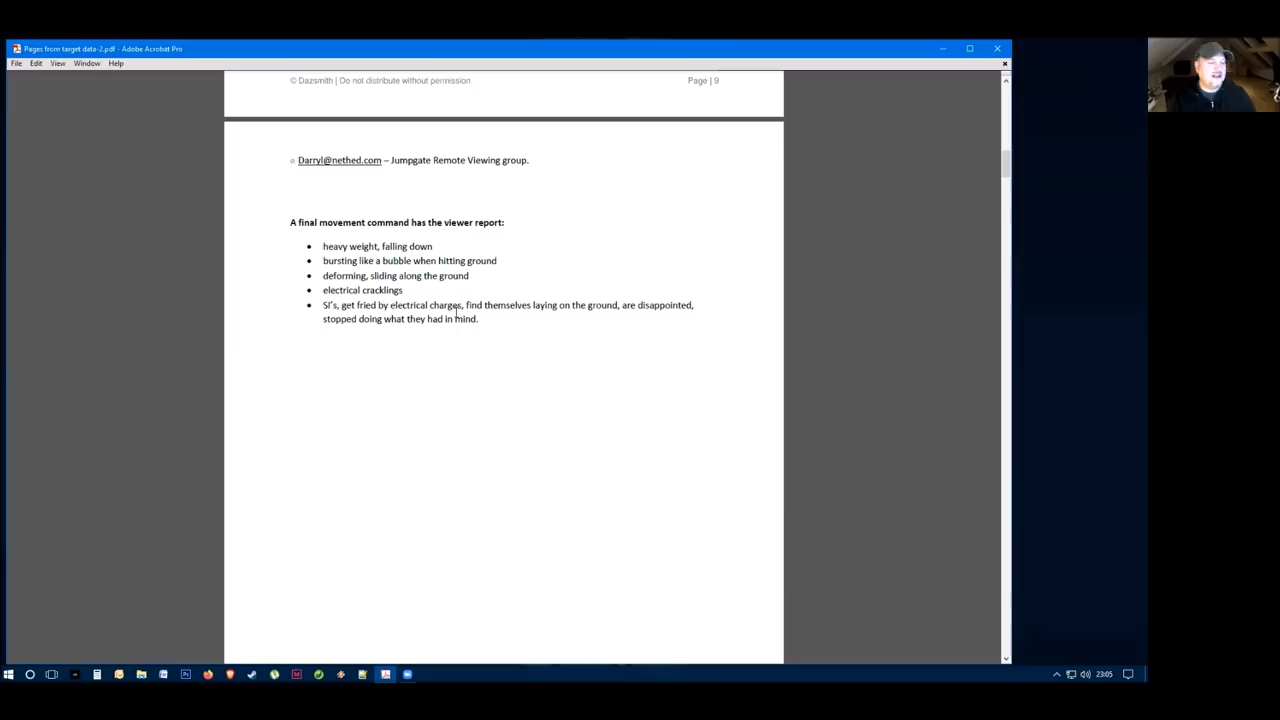 Pages from target data-2.pdf - Adobe Acrobat Pro
File Edit View Window Help
© Dazsmith | Do not distribute without permission Page | 9
○ Darryl@nethed.com – Jumpgate Remote Viewing group.
A final movement command has the viewer report:
• heavy weight, falling down
• bursting like a bubble when hitting ground
• deforming, sliding along the ground
• electrical cracklings
• SI's, get fried by electrical charges, find themselves laying on the ground, are disappointed,
stopped doing what they had in mind.
23:05